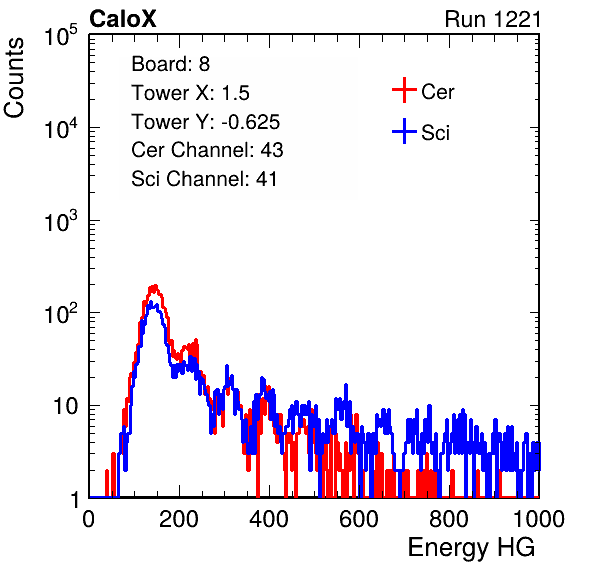 CaloX Run 1221
Counts
10^5
10^4
10^3
10^2
10
1
Board: 8
Tower X: 1.5
Tower Y: -0.625
Cer Channel: 43
Sci Channel: 41
Cer
Sci
0 200 400 600 800 1000
Energy HG